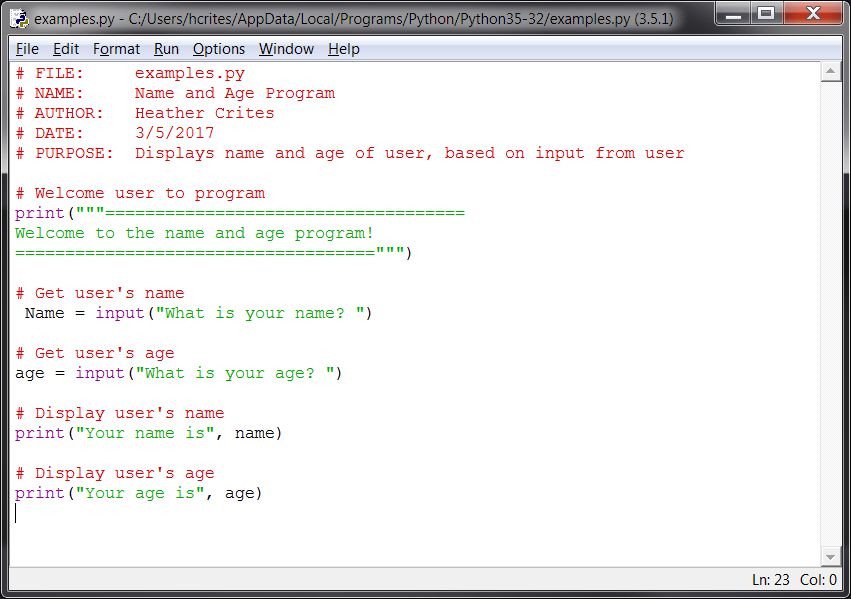 examples.py - C:/Users/hcrites/AppData/Local/Programs/Python/Python35-32/examples.py (3.5.1)
File Edit Format Run Options Window Help
# FILE:     examples.py
# NAME:     Name and Age Program
# AUTHOR:   Heather Crites
# DATE:     3/5/2017
# PURPOSE:  Displays name and age of user, based on input from user

# Welcome user to program
print("""====================================
Welcome to the name and age program!
====================================""")

# Get user's name
 Name = input("What is your name? ")

# Get user's age
age = input("What is your age? ")

# Display user's name
print("Your name is", name)

# Display user's age
print("Your age is", age)
Ln: 23 Col: 0